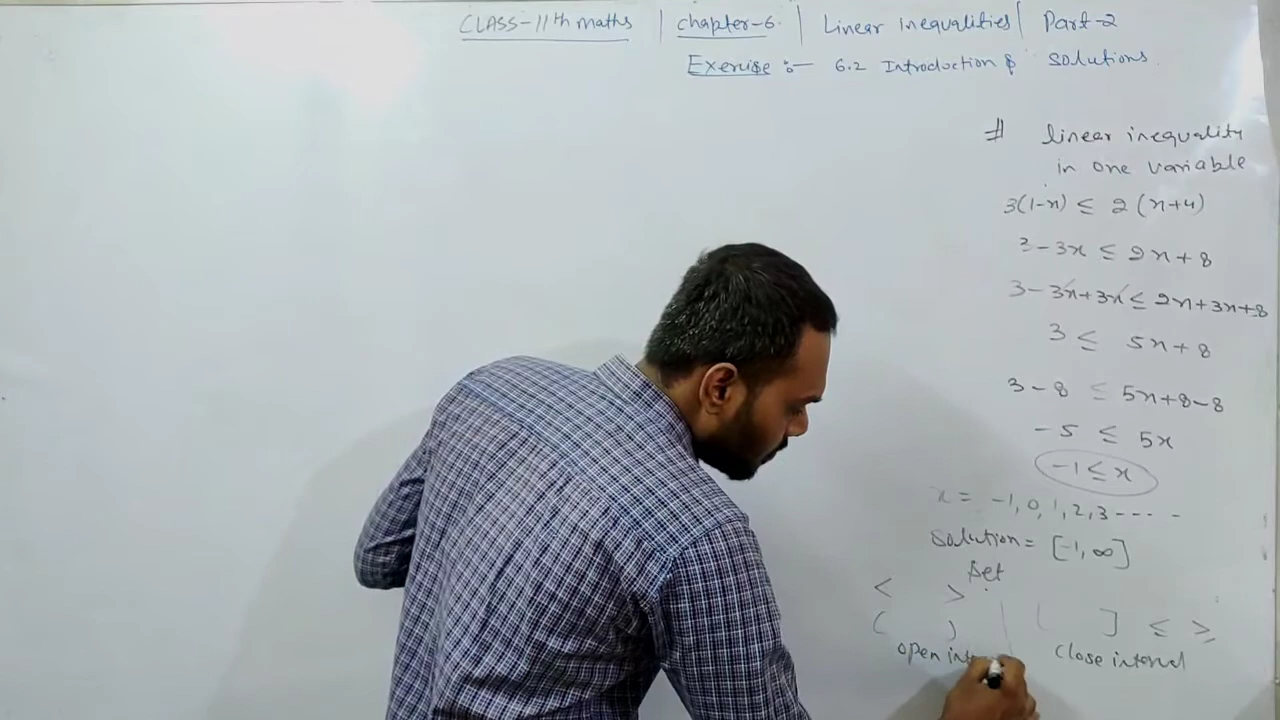 CLASS-11th maths | chapter-6. | Linear Inequalities | Part-2
Exercise :- 6.2 Introduction & solutions
# linear inequality
in one variable
3(1-x) ≤ 2(x+4)
3-3x ≤ 2x+8
3-3x+3x ≤ 2x+3x+8
3 ≤ 5x+8
3-8 ≤ 5x+8-8
-5 ≤ 5x
-1 ≤ x
x = -1, 0, 1, 2, 3 - - - -
Solution = [-1, ∞]
Set
< >
( ) | [ ] ≤ ≥
open close interval